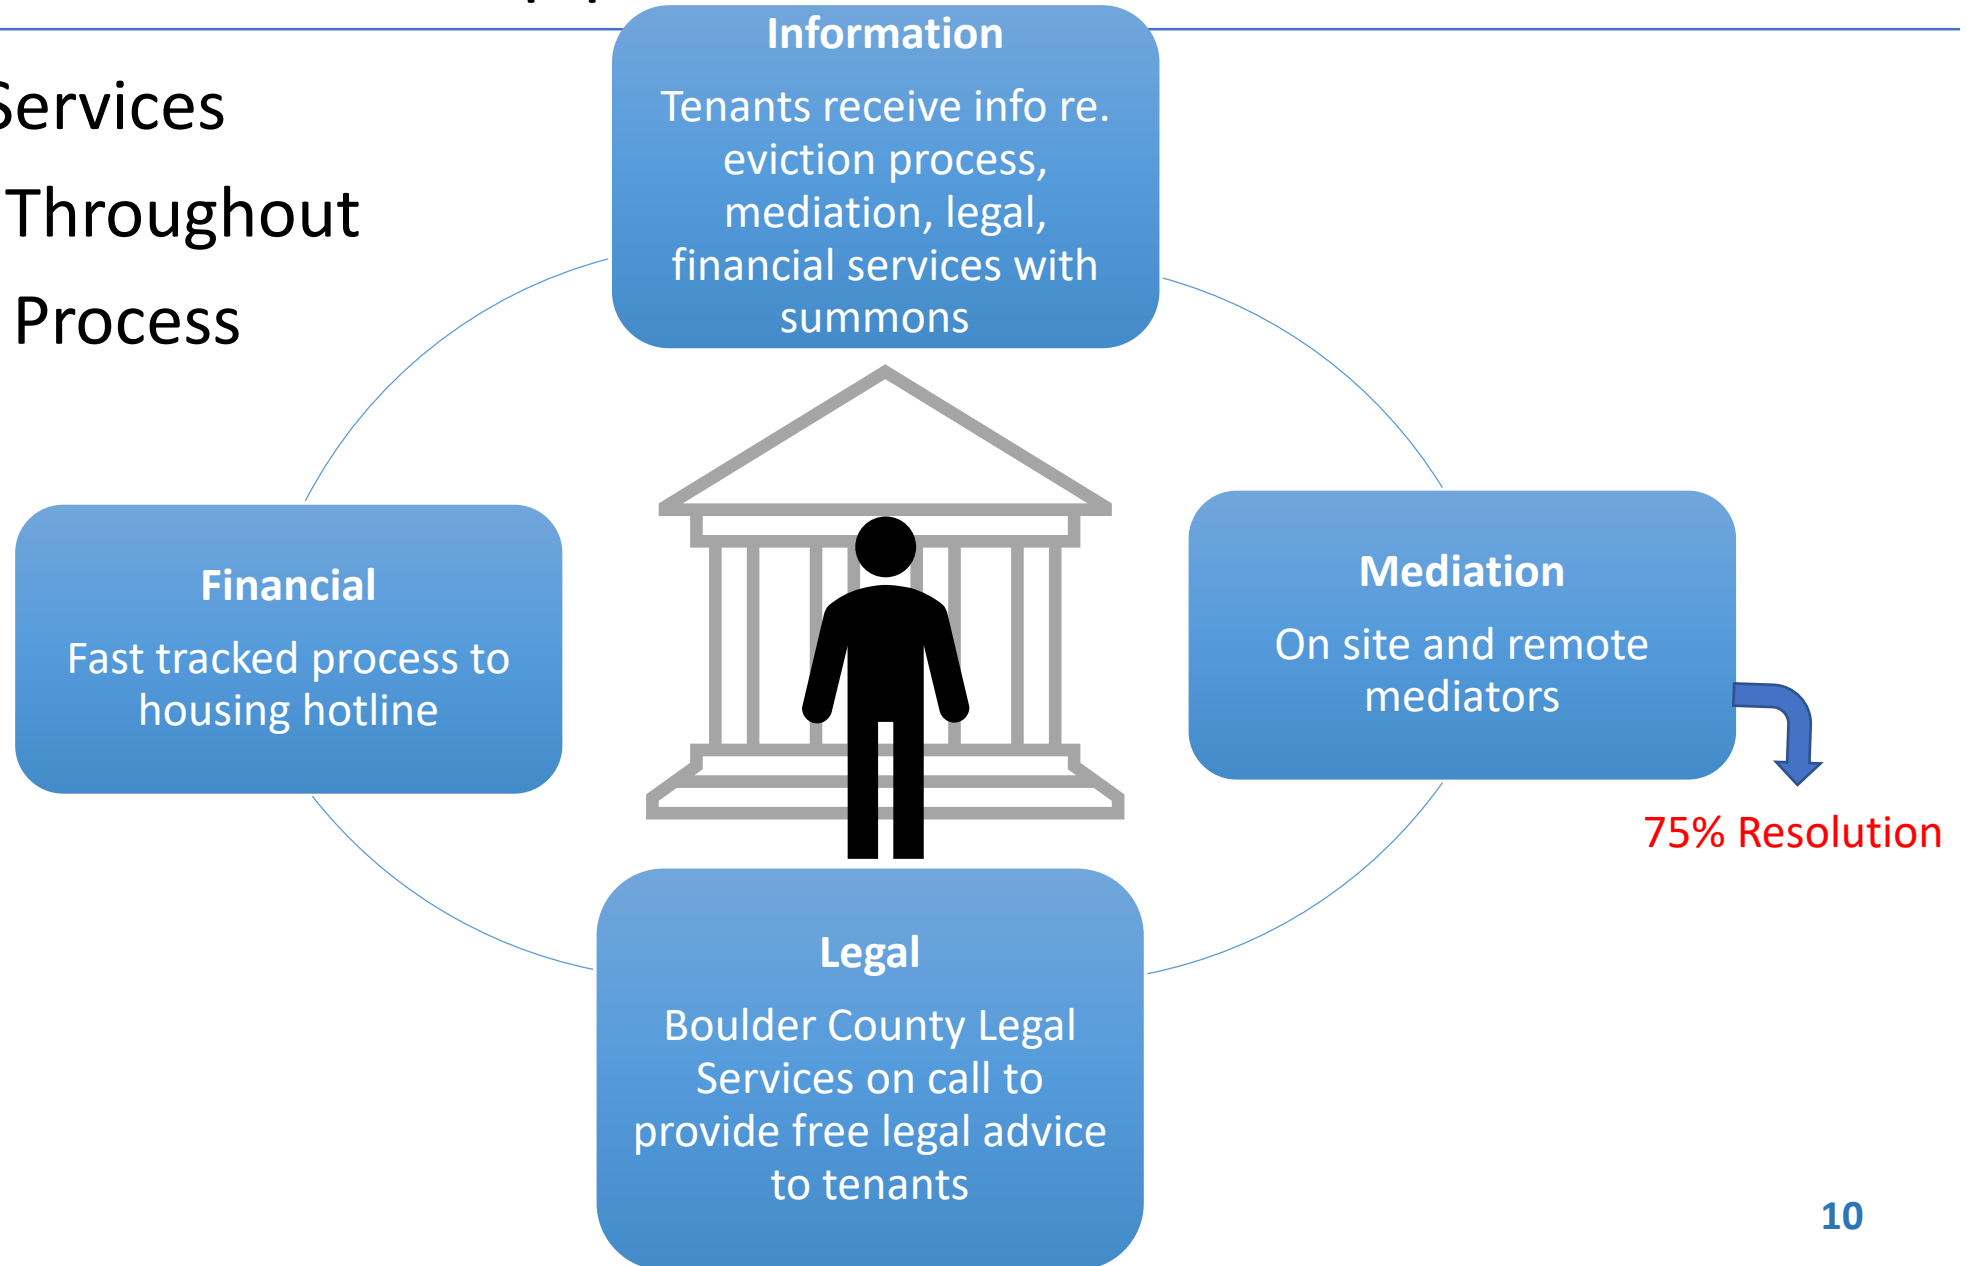 Services
Throughout
Process
Information
Tenants receive info re.
eviction process,
mediation, legal,
financial services with
summons
Financial
Fast tracked process to
housing hotline
Mediation
On site and remote
mediators
75% Resolution
Legal
Boulder County Legal
Services on call to
provide free legal advice
to tenants
10